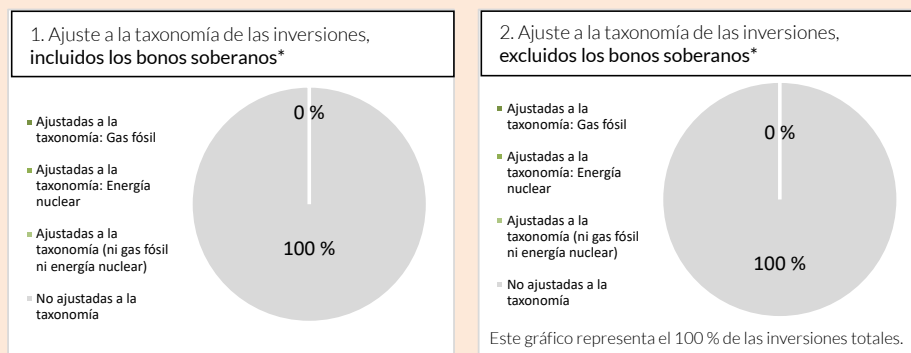 1. Ajuste a la taxonomía de las inversiones,
incluidos los bonos soberanos*
Ajustadas a la
taxonomía: Gas fósil
Ajustadas a la
taxonomía: Energía
nuclear
Ajustadas a la
taxonomía (ni gas fósil
ni energía nuclear)
No ajustadas a la
taxonomía
0 %
100 %
2. Ajuste a la taxonomía de las inversiones,
excluidos los bonos soberanos*
Ajustadas a la
taxonomía: Gas fósil
Ajustadas a la
taxonomía: Energía
nuclear
Ajustadas a la
taxonomía (ni gas fósil
ni energía nuclear)
No ajustadas a la
taxonomía
0 %
100 %
Este gráfico representa el 100 % de las inversiones totales.